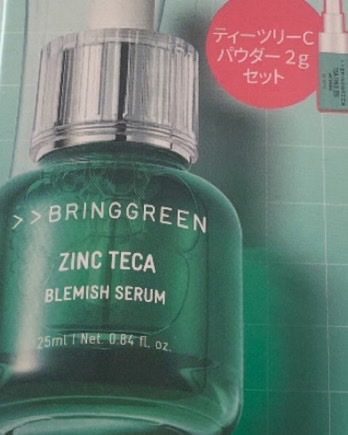 ティーツリーC
パウダー 2g
セット
>>BRINGGREEN
ZINC TECA
BLEMISH SERUM
25ml | Net. 0.84 fl. oz.